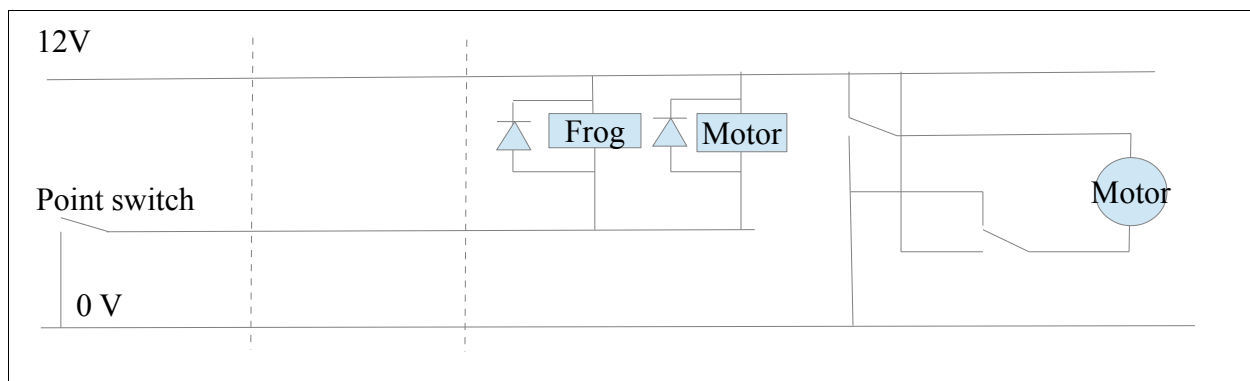 12V
Frog
Motor
Motor
Point switch
0 V